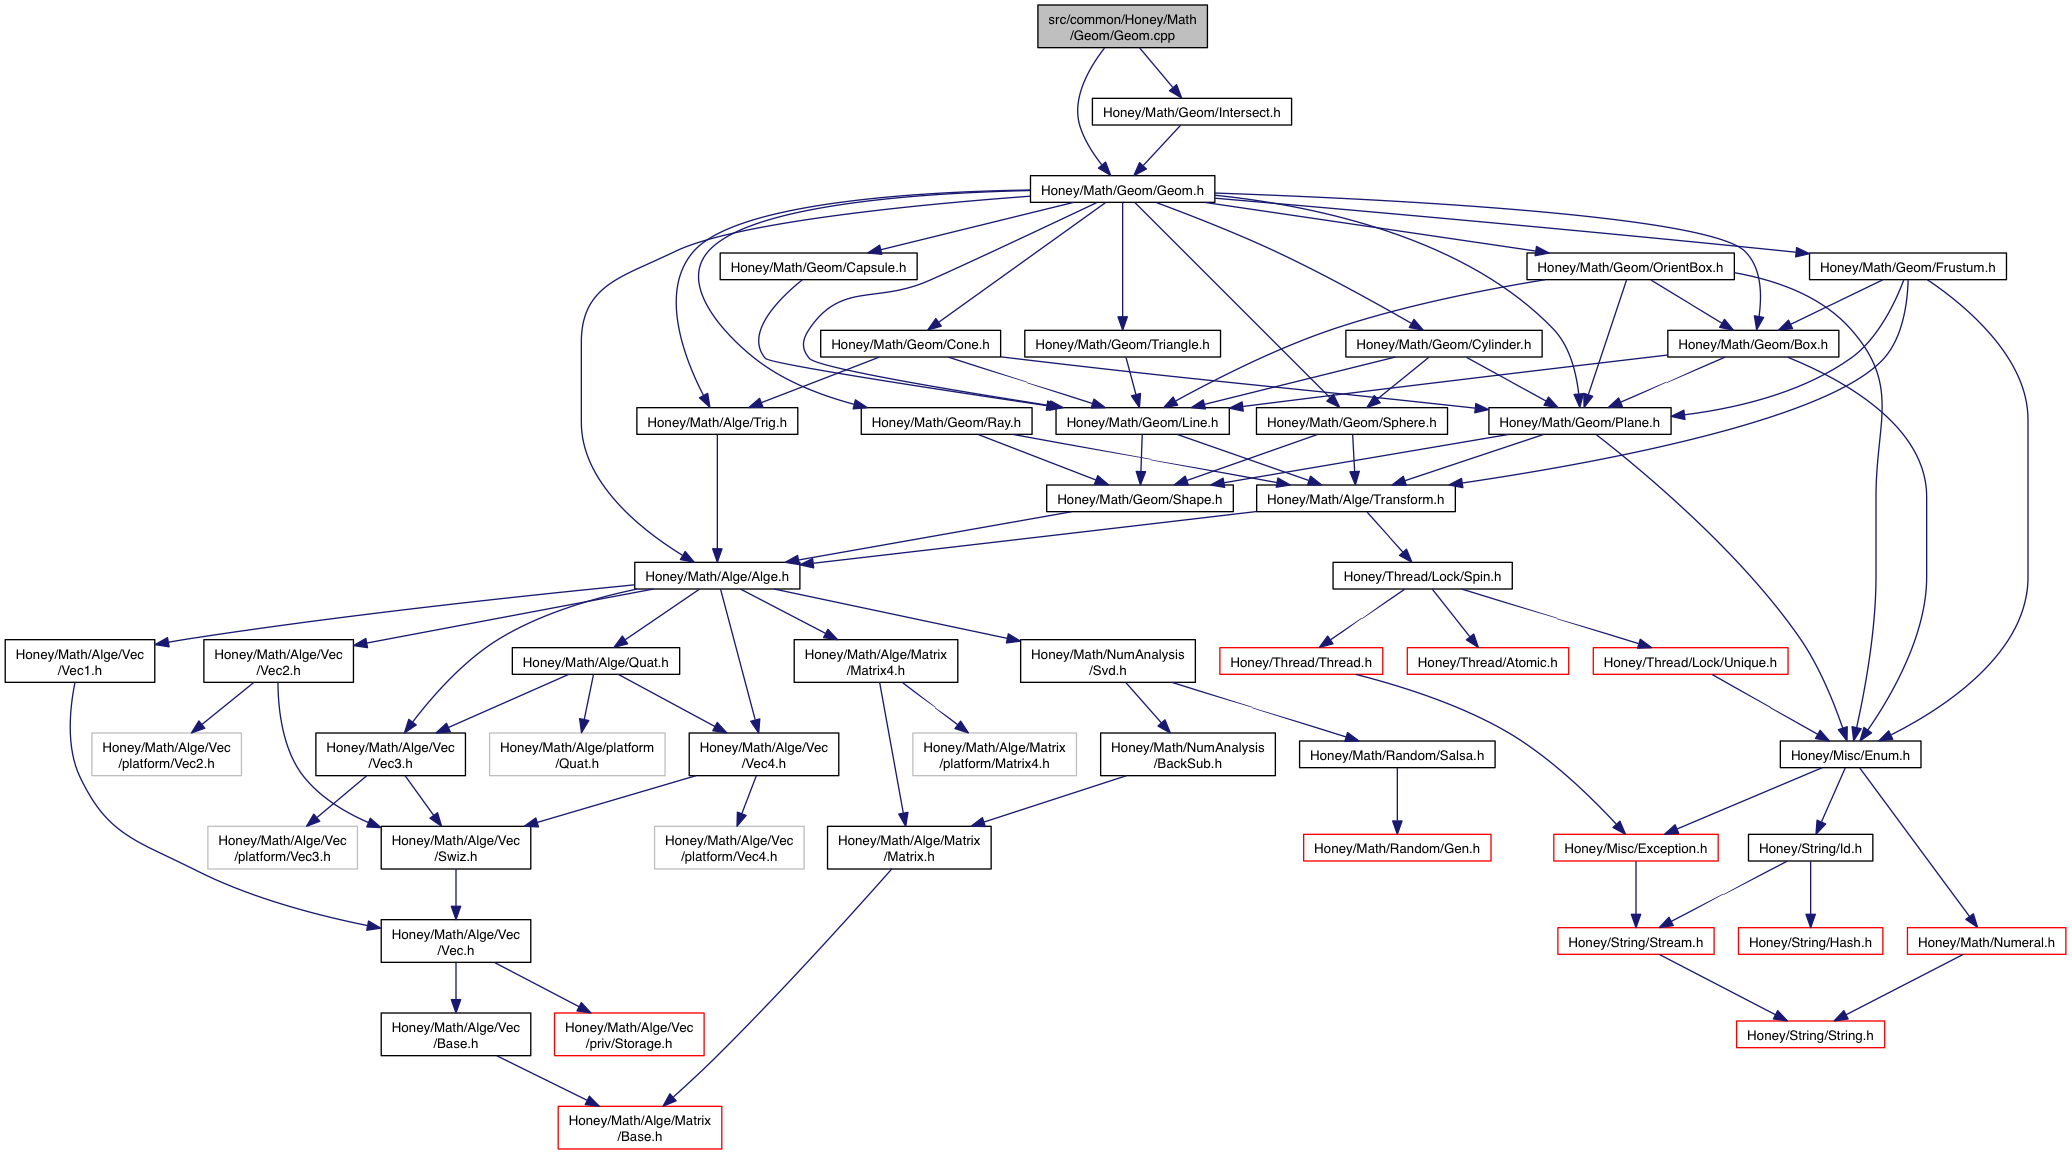 src/common/Honey/Math
/Geom/Geom.cpp
Honey/Math/Geom/Intersect.h
Honey/Math/Geom/Geom.h
Honey/Math/Geom/Capsule.h
Honey/Math/Geom/OrientBox.h
Honey/Math/Geom/Frustum.h
Honey/Math/Geom/Cone.h
Honey/Math/Geom/Triangle.h
Honey/Math/Geom/Cylinder.h
Honey/Math/Geom/Box.h
Honey/Math/Alge/Trig.h
Honey/Math/Geom/Ray.h
Honey/Math/Geom/Line.h
Honey/Math/Geom/Sphere.h
Honey/Math/Geom/Plane.h
Honey/Math/Geom/Shape.h
Honey/Math/Alge/Transform.h
Honey/Math/Alge/Alge.h
Honey/Thread/Lock/Spin.h
Honey/Math/Alge/Vec
/Vec1.h
Honey/Math/Alge/Vec
/Vec2.h
Honey/Math/Alge/Quat.h
Honey/Math/Alge/Matrix
/Matrix4.h
Honey/Math/NumAnalysis
/Svd.h
Honey/Thread/Thread.h
Honey/Thread/Atomic.h
Honey/Thread/Lock/Unique.h
Honey/Math/Alge/Vec
/platform/Vec2.h
Honey/Math/Alge/Vec
/Vec3.h
Honey/Math/Alge/platform
/Quat.h
Honey/Math/Alge/Vec
/Vec4.h
Honey/Math/Alge/Matrix
/platform/Matrix4.h
Honey/Math/NumAnalysis
/BackSub.h
Honey/Math/Random/Salsa.h
Honey/Misc/Enum.h
Honey/Math/Alge/Vec
/platform/Vec3.h
Honey/Math/Alge/Vec
/Swiz.h
Honey/Math/Alge/Vec
/platform/Vec4.h
Honey/Math/Alge/Matrix
/Matrix.h
Honey/Math/Random/Gen.h
Honey/Misc/Exception.h
Honey/String/Id.h
Honey/Math/Alge/Vec
/Vec.h
Honey/String/Stream.h
Honey/String/Hash.h
Honey/Math/Numeral.h
Honey/Math/Alge/Vec
/Base.h
Honey/Math/Alge/Vec
/priv/Storage.h
Honey/String/String.h
Honey/Math/Alge/Matrix
/Base.h